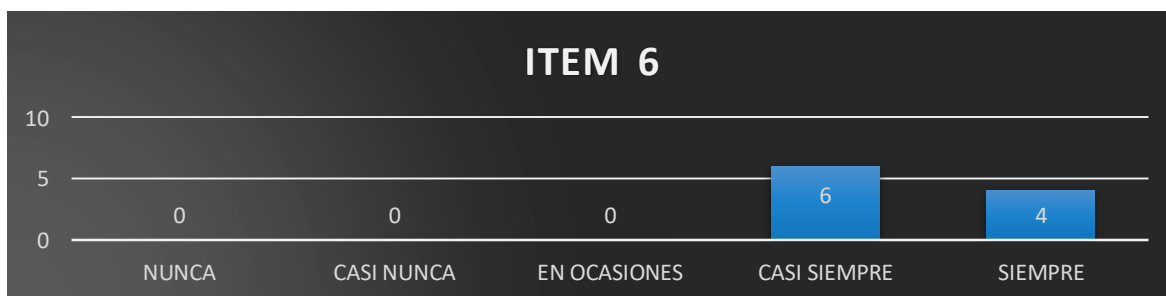 ITEM 6
10
5
0
0 0 0 6 4
NUNCA CASI NUNCA EN OCASIONES CASI SIEMPRE SIEMPRE